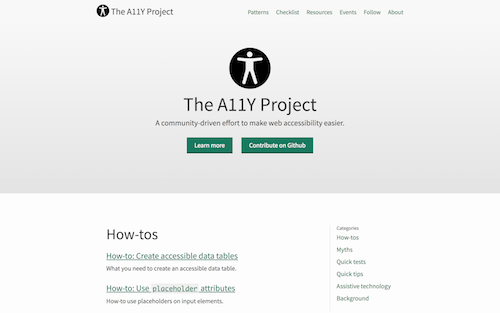 The A11Y Project
Patterns Checklist Resources Events Follow About
The A11Y Project
A community-driven effort to make web accessibility easier.
Learn more Contribute on Github
How-tos
How-to: Create accessible data tables
What you need to create an accessible data table.
How-to: Use placeholder attributes
How-to use placeholders on input elements.
Categories
How-tos
Myths
Quick tests
Quick tips
Assistive technology
Background